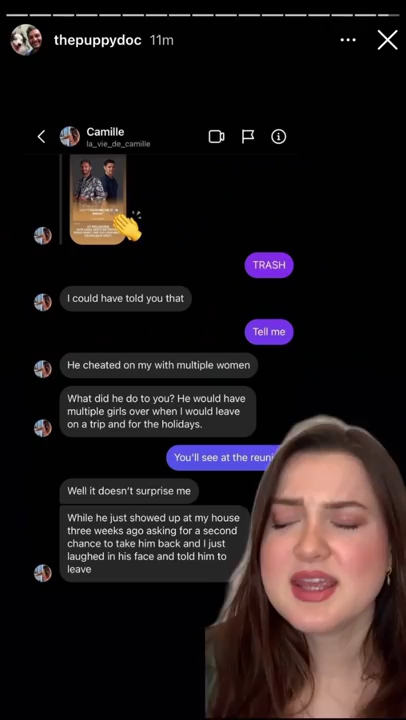 thepuppydoc 11m
Camille
la_vie_de_camille
TRASH
I could have told you that
Tell me
He cheated on my with multiple women
What did he do to you? He would have
multiple girls over when I would leave
on a trip and for the holidays.
You'll see at the
Well it doesn't surprise me
While he just showed up at my house
three weeks ago asking for a second
chance to take him back and I just
laughed in his face and told him to
leave